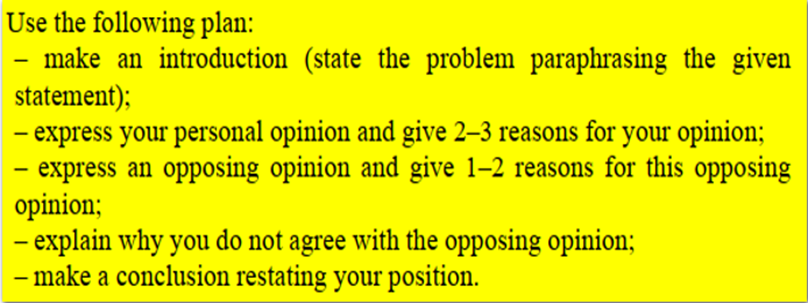 Use the following plan:
– make an introduction (state the problem paraphrasing the given
statement);
– express your personal opinion and give 2–3 reasons for your opinion;
– express an opposing opinion and give 1–2 reasons for this opposing
opinion;
– explain why you do not agree with the opposing opinion;
– make a conclusion restating your position.